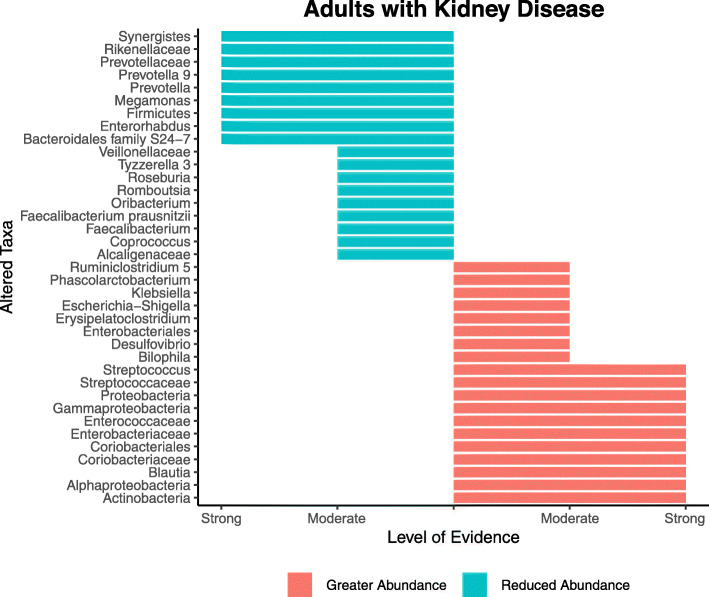 Adults with Kidney Disease
Synergistes
Rikenellaceae
Prevotellaceae
Prevotella 9
Prevotella
Megamonas
Firmicutes
Enterorhabdus
Bacteroidales family S24−7
Veillonellaceae
Tyzzerella 3
Roseburia
Romboutsia
Oribacterium
Faecalibacterium prausnitzii
Faecalibacterium
Coprococcus
Alcaligenaceae
Ruminiclostridium 5
Phascolarctobacterium
Klebsiella
Escherichia−Shigella
Erysipelatoclostridium
Enterobacteriales
Desulfovibrio
Bilophila
Streptococcus
Streptococcaceae
Proteobacteria
Gammaproteobacteria
Enterococcaceae
Enterobacteriaceae
Coriobacteriales
Coriobacteriaceae
Blautia
Alphaproteobacteria
Actinobacteria
Altered Taxa
Strong Moderate Moderate Strong
Level of Evidence
Greater Abundance Reduced Abundance